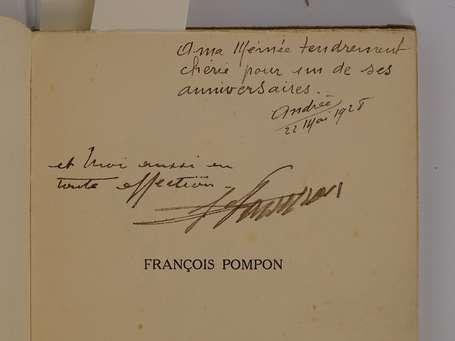 A ma Mémée tendrement
chérie pour un de ses
anniversaires.
Andrée
22 Mai 1928
et moi aussi en
toute affection
F. Pompon
FRANÇOIS POMPON